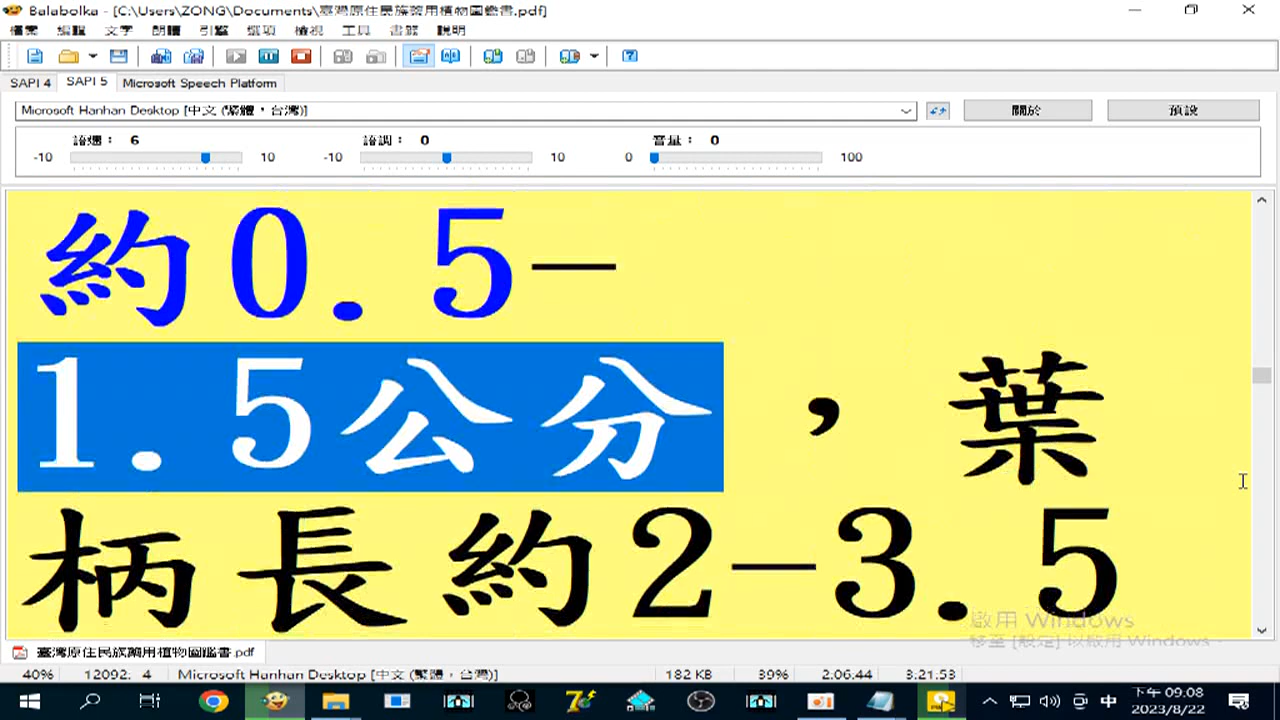 Balabolka - [C:\Users\ZONG\Documents\臺灣原住民族藥用植物圖鑑書.pdf]
檔案 編輯 文字 朗讀 引擎 選項 檢視 工具 書籤 說明
SAPI 4 SAPI 5 Microsoft Speech Platform
Microsoft Hanhan Desktop [中文 (繁體，台灣)] 關於 預設
語速： 6 語調： 0 音量： 0
-10 10 -10 10 0 100
約0.5—
1.5公分，葉
柄長約2—3.5
啟用 Windows
移至 [設定] 以啟用 Windows。
臺灣原住民族藥用植物圖鑑書.pdf
40% 12092: 4 Microsoft Hanhan Desktop [中文 (繁體，台灣)] 182 KB 39% 2:06:44 3:21:53
中 下午 09:08
2023/8/22